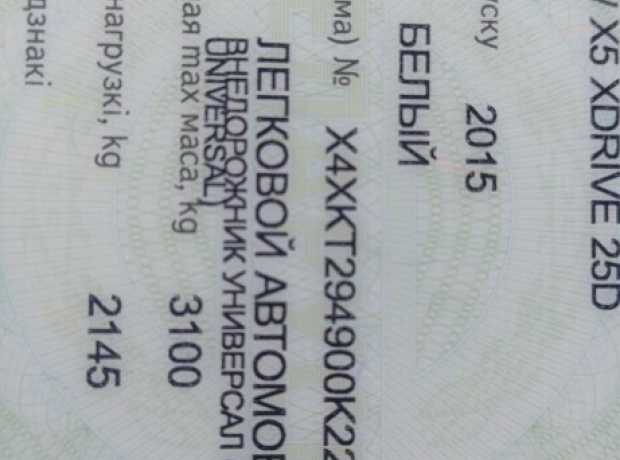 X5 XDRIVE 25D
уску 2015
БЕЛЫЙ
ма) № X4XKT294900K22
ЛЕГКОВОЙ АВТОМОБ
ВНЕДОРОЖНИК УНИВЕРСАЛ
UNIVERSAL)
ая max маса, kg 3100
нагрузкі, kg 2145
дзнакі